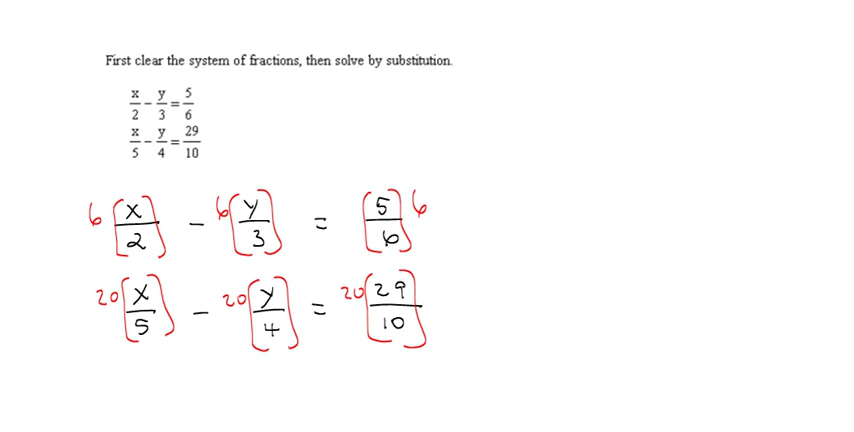 First clear the system of fractions, then solve by substitution.
x/2 - y/3 = 5/6
x/5 - y/4 = 29/10
6(x/2) - 6(y/3) = (5/6)6
20(x/5) - 20(y/4) = 20(29/10)